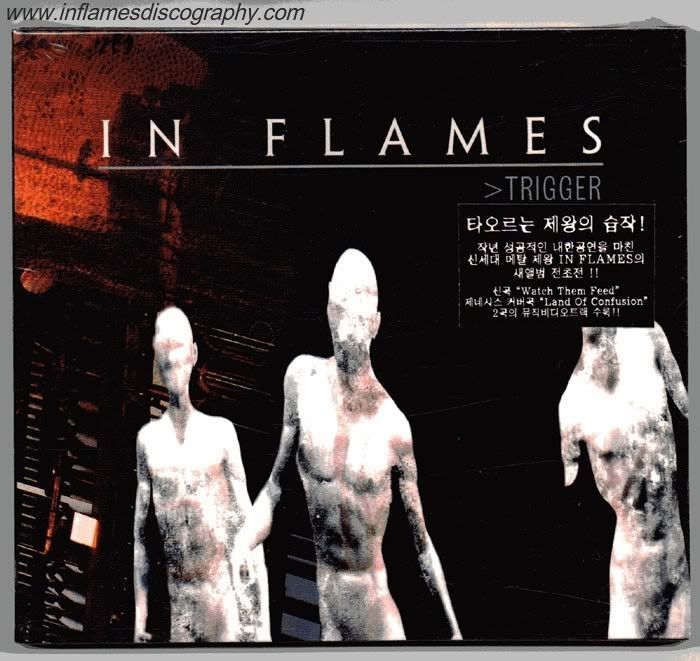 www.inflamesdiscography.com
IN FLAMES
>TRIGGER
타오르는 제왕의 습작!
작년 성공적인 내한공연을 마친
신세대 메탈 제왕 IN FLAMES의
새앨범 전초전 !!
신곡 "Watch Them Feed"
제네시스 커버곡 "Land Of Confusion"
2곡의 뮤직비디오트랙 수록!!